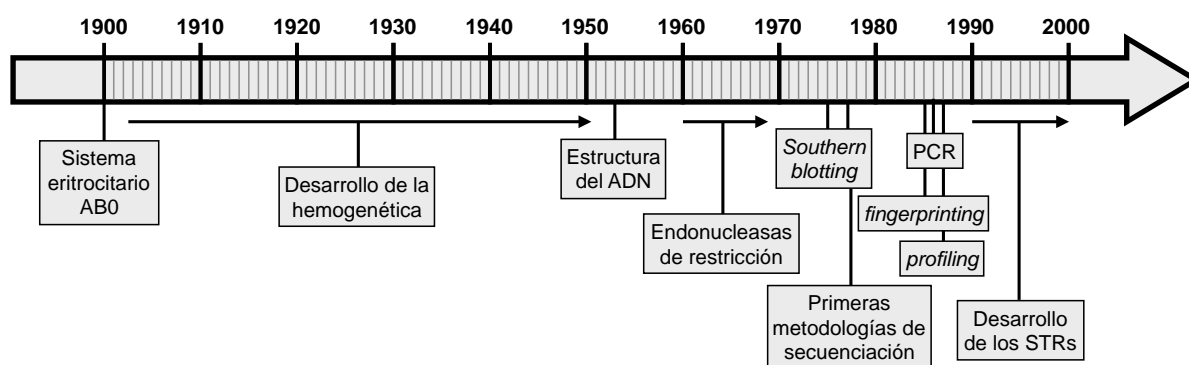 1900 1910 1920 1930 1940 1950 1960 1970 1980 1990 2000
Sistema
eritrocitario
AB0
Desarrollo de la
hemogenética
Estructura
del ADN
Endonucleasas
de restricción
Southern
blotting
Primeras
metodologías de
secuenciación
PCR
fingerprinting
profiling
Desarrollo
de los STRs